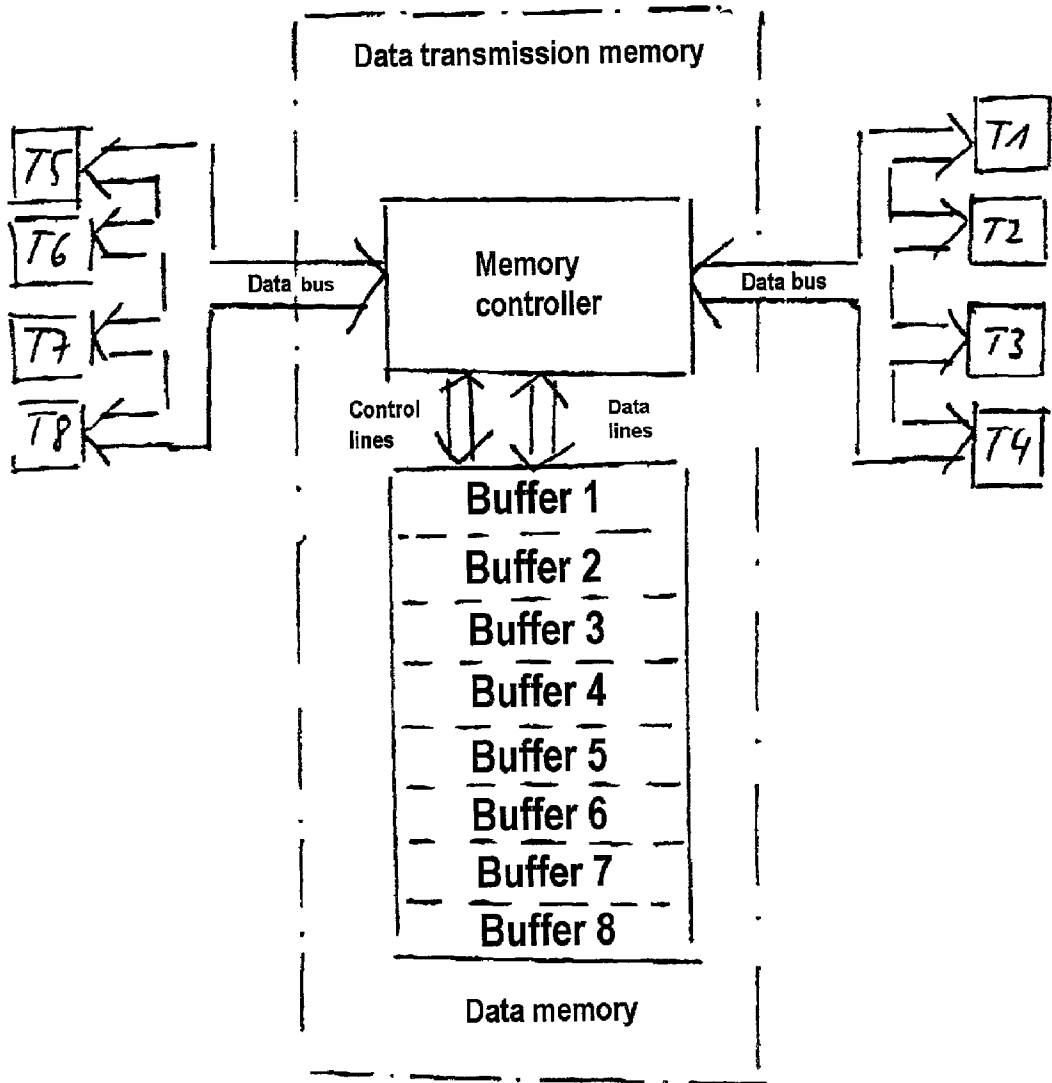 Data transmission memory
T5
T6
T7
T8
Data bus
Memory
controller
Data bus
T1
T2
T3
T4
Control
lines
Data
lines
Buffer 1
Buffer 2
Buffer 3
Buffer 4
Buffer 5
Buffer 6
Buffer 7
Buffer 8
Data memory